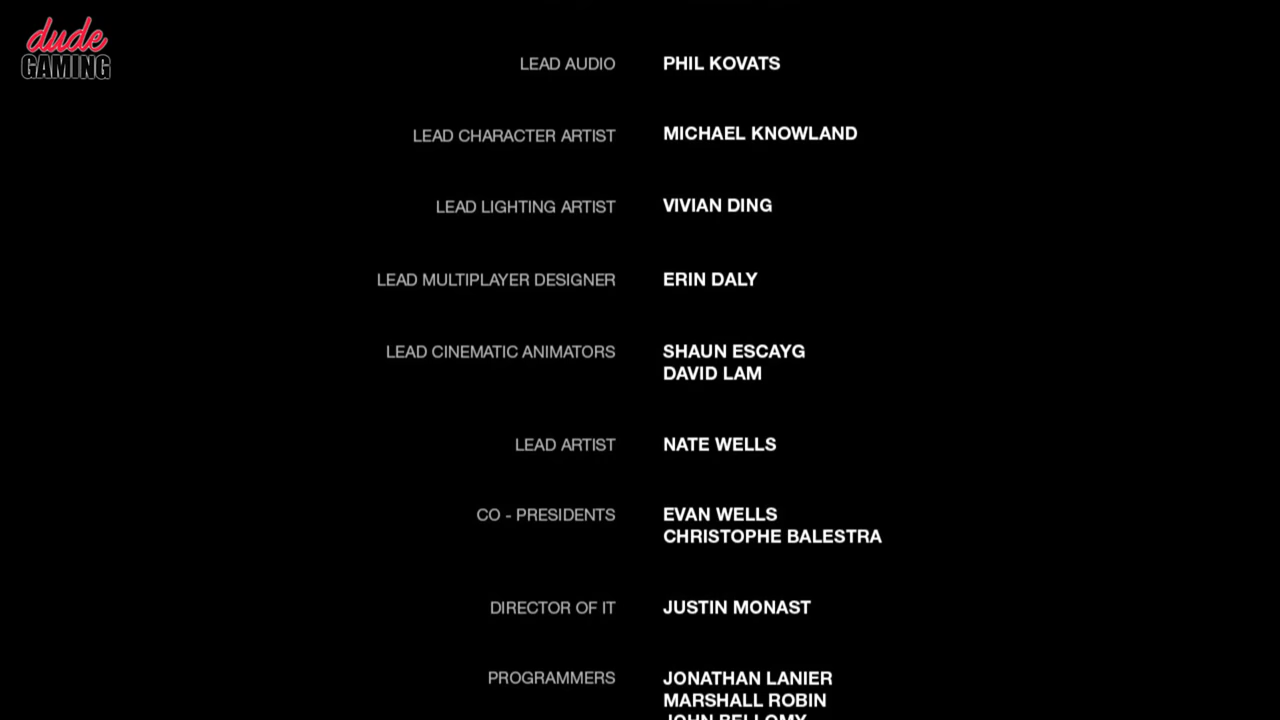 dude
GAMING
LEAD AUDIO PHIL KOVATS
LEAD CHARACTER ARTIST MICHAEL KNOWLAND
LEAD LIGHTING ARTIST VIVIAN DING
LEAD MULTIPLAYER DESIGNER ERIN DALY
LEAD CINEMATIC ANIMATORS SHAUN ESCAYG
DAVID LAM
LEAD ARTIST NATE WELLS
CO - PRESIDENTS EVAN WELLS
CHRISTOPHE BALESTRA
DIRECTOR OF IT JUSTIN MONAST
PROGRAMMERS JONATHAN LANIER
MARSHALL ROBIN
JOHN BELLOMY